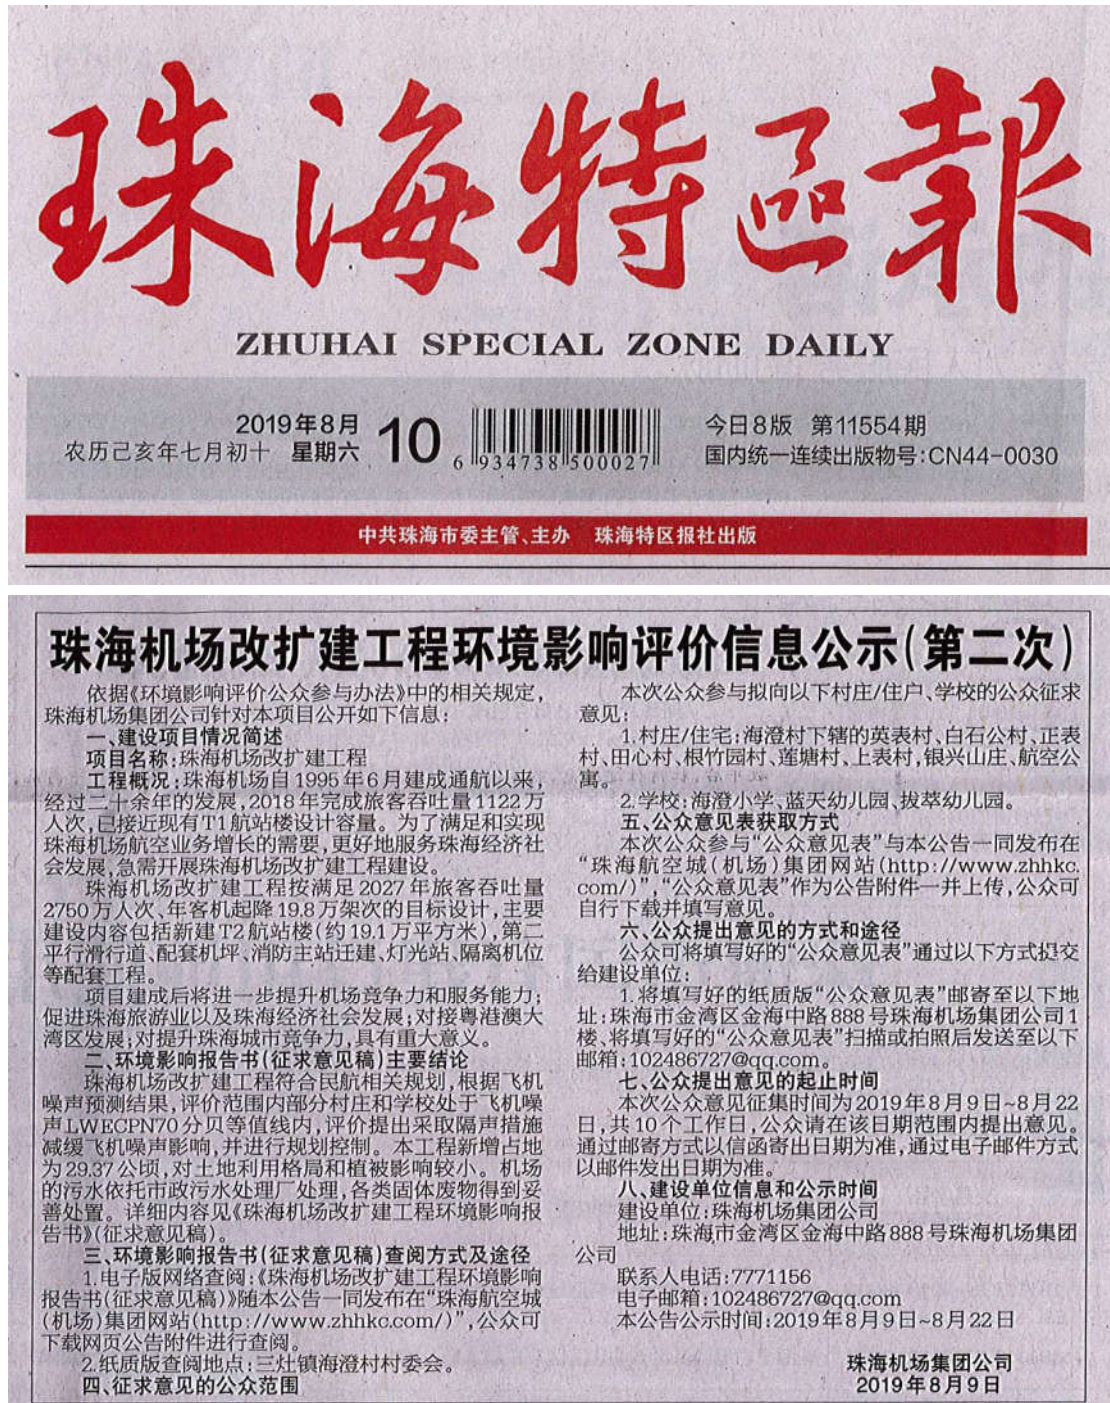 珠海特區報
ZHUHAI SPECIAL ZONE DAILY
2019年8月
农历己亥年七月初十 星期六
10
6 934738 500027
今日8版 第11554期
国内统一连续出版物号:CN44-0030
中共珠海市委主管、主办 珠海特区报社出版
珠海机场改扩建工程环境影响评价信息公示(第二次)
依据《环境影响评价公众参与办法》中的相关规定,
珠海机场集团公司针对本项目公开如下信息:
一、建设项目情况简述
项目名称:珠海机场改扩建工程
工程概况:珠海机场自1995年6月建成通航以来,
经过二十余年的发展,2018年完成旅客吞吐量1122万
人次,已接近现有T1航站楼设计容量。为了满足和实现
珠海机场航空业务增长的需要,更好地服务珠海经济社
会发展,急需开展珠海机场改扩建工程建设。
珠海机场改扩建工程按满足2027年旅客吞吐量
2750万人次、年客机起降19.8万架次的目标设计,主要
建设内容包括新建T2航站楼(约19.1万平方米),第二
平行滑行道、配套机坪、消防主站迁建、灯光站、隔离机位
等配套工程。
项目建成后将进一步提升机场竞争力和服务能力;
促进珠海旅游业以及珠海经济社会发展;对接粤港澳大
湾区发展;对提升珠海城市竞争力,具有重大意义。
二、环境影响报告书(征求意见稿)主要结论
珠海机场改扩建工程符合民航相关规划,根据飞机
噪声预测结果,评价范围内部分村庄和学校处于飞机噪
声LWECPN70分贝等值线内,评价提出采取隔声措施
减缓飞机噪声影响,并进行规划控制。本工程新增占地
为29.37公顷,对土地利用格局和植被影响较小。机场
的污水依托市政污水处理厂处理,各类固体废物得到妥
善处置。详细内容见《珠海机场改扩建工程环境影响报
告书》(征求意见稿)。
三、环境影响报告书(征求意见稿)查阅方式及途径
1.电子版网络查阅:《珠海机场改扩建工程环境影响
报告书(征求意见稿)》随本公告一同发布在“珠海航空城
(机场)集团网站(http://www.zhhkc.com/)”,公众可
下载网页公告附件进行查阅。
2.纸质版查阅地点:三灶镇海澄村村委会。
四、征求意见的公众范围
本次公众参与拟向以下村庄/住户、学校的公众征求
意见:
1.村庄/住宅:海澄村下辖的英表村、白石公村、正表
村、田心村、根竹园村、莲塘村、上表村,银兴山庄、航空公
寓。
2.学校:海澄小学、蓝天幼儿园、拔萃幼儿园。
五、公众意见表获取方式
本次公众参与“公众意见表”与本公告一同发布在
“珠海航空城(机场)集团网站(http://www.zhhkc.
com/)”,“公众意见表”作为公告附件一并上传,公众可
自行下载并填写意见。
六、公众提出意见的方式和途径
公众可将填写好的“公众意见表”通过以下方式提交
给建设单位:
1.将填写好的纸质版“公众意见表”邮寄至以下地
址:珠海市金湾区金海中路888号珠海机场集团公司1
楼、将填写好的“公众意见表”扫描或拍照后发送至以下
邮箱:102486727@qq.com。
七、公众提出意见的起止时间
本次公众意见征集时间为2019年8月9日~8月22
日,共10个工作日,公众请在该日期范围内提出意见。
通过邮寄方式以信函寄出日期为准,通过电子邮件方式
以邮件发出日期为准。
八、建设单位信息和公示时间
建设单位:珠海机场集团公司
地址:珠海市金湾区金海中路888号珠海机场集团
公司
联系人电话:7771156
电子邮箱:102486727@qq.com
本公告公示时间:2019年8月9日~8月22日
珠海机场集团公司
2019年8月9日